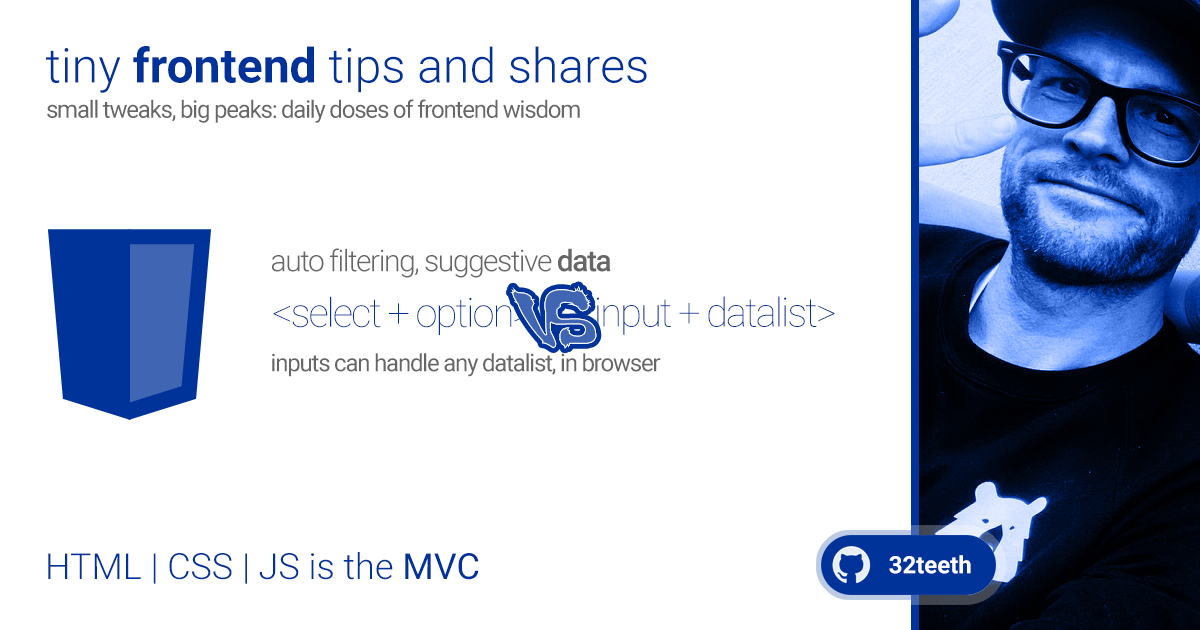 tiny frontend tips and shares
small tweaks, big peaks: daily doses of frontend wisdom
auto filtering, suggestive data
<select + option> VS <input + datalist>
inputs can handle any datalist, in browser
HTML | CSS | JS is the MVC
32teeth